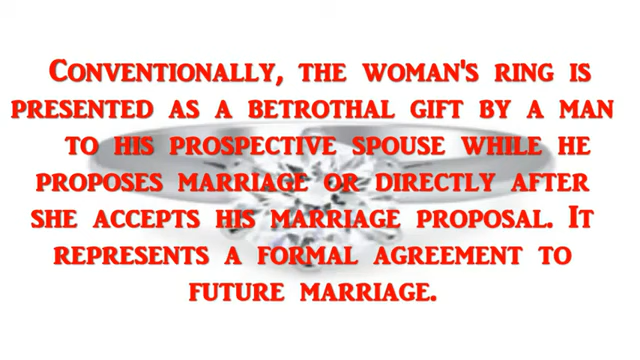 Conventionally, the woman's ring is
presented as a betrothal gift by a man
to his prospective spouse while he
proposes marriage or directly after
she accepts his marriage proposal. It
represents a formal agreement to
future marriage.